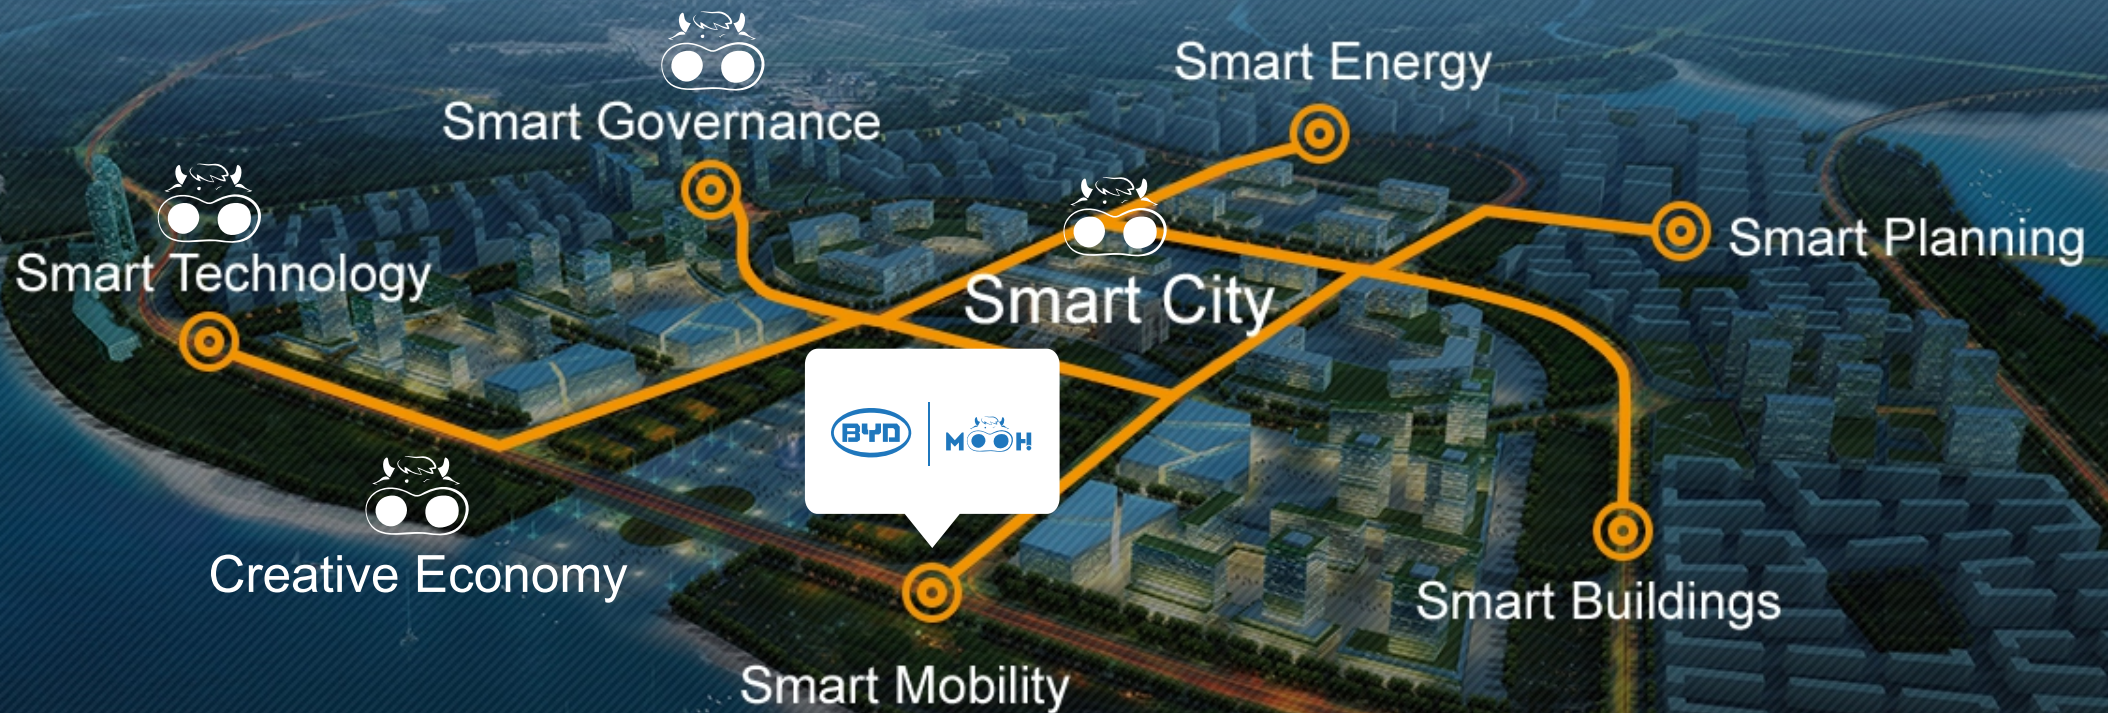 Smart Energy
Smart Governance
Smart Planning
Smart Technology
Smart City
BYD
MOOH!
Creative Economy
Smart Buildings
Smart Mobility